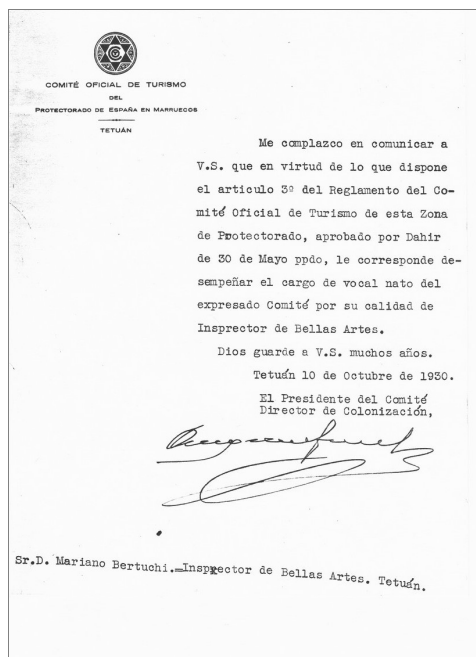 COMITÉ OFICIAL DE TURISMO
DEL
PROTECTORADO DE ESPAÑA EN MARRUECOS
TETUÁN
Me complazco en comunicar a
V.S. que en virtud de lo que dispone
el articulo 3º del Reglamento del Co-
mité Oficial de Turismo de esta Zona
de Protectorado, aprobado por Dahir
de 30 de Mayo ppdo, le corresponde de-
sempeñar el cargo de vocal nato del
expresado Comité por su calidad de
Insprector de Bellas Artes.
Dios guarde a V.S. muchos años.
Tetuán 10 de Octubre de 1930.
El Presidente del Comité
Director de Colonización,
Sr.D. Mariano Bertuchi.=Insprector de Bellas Artes. Tetuán.